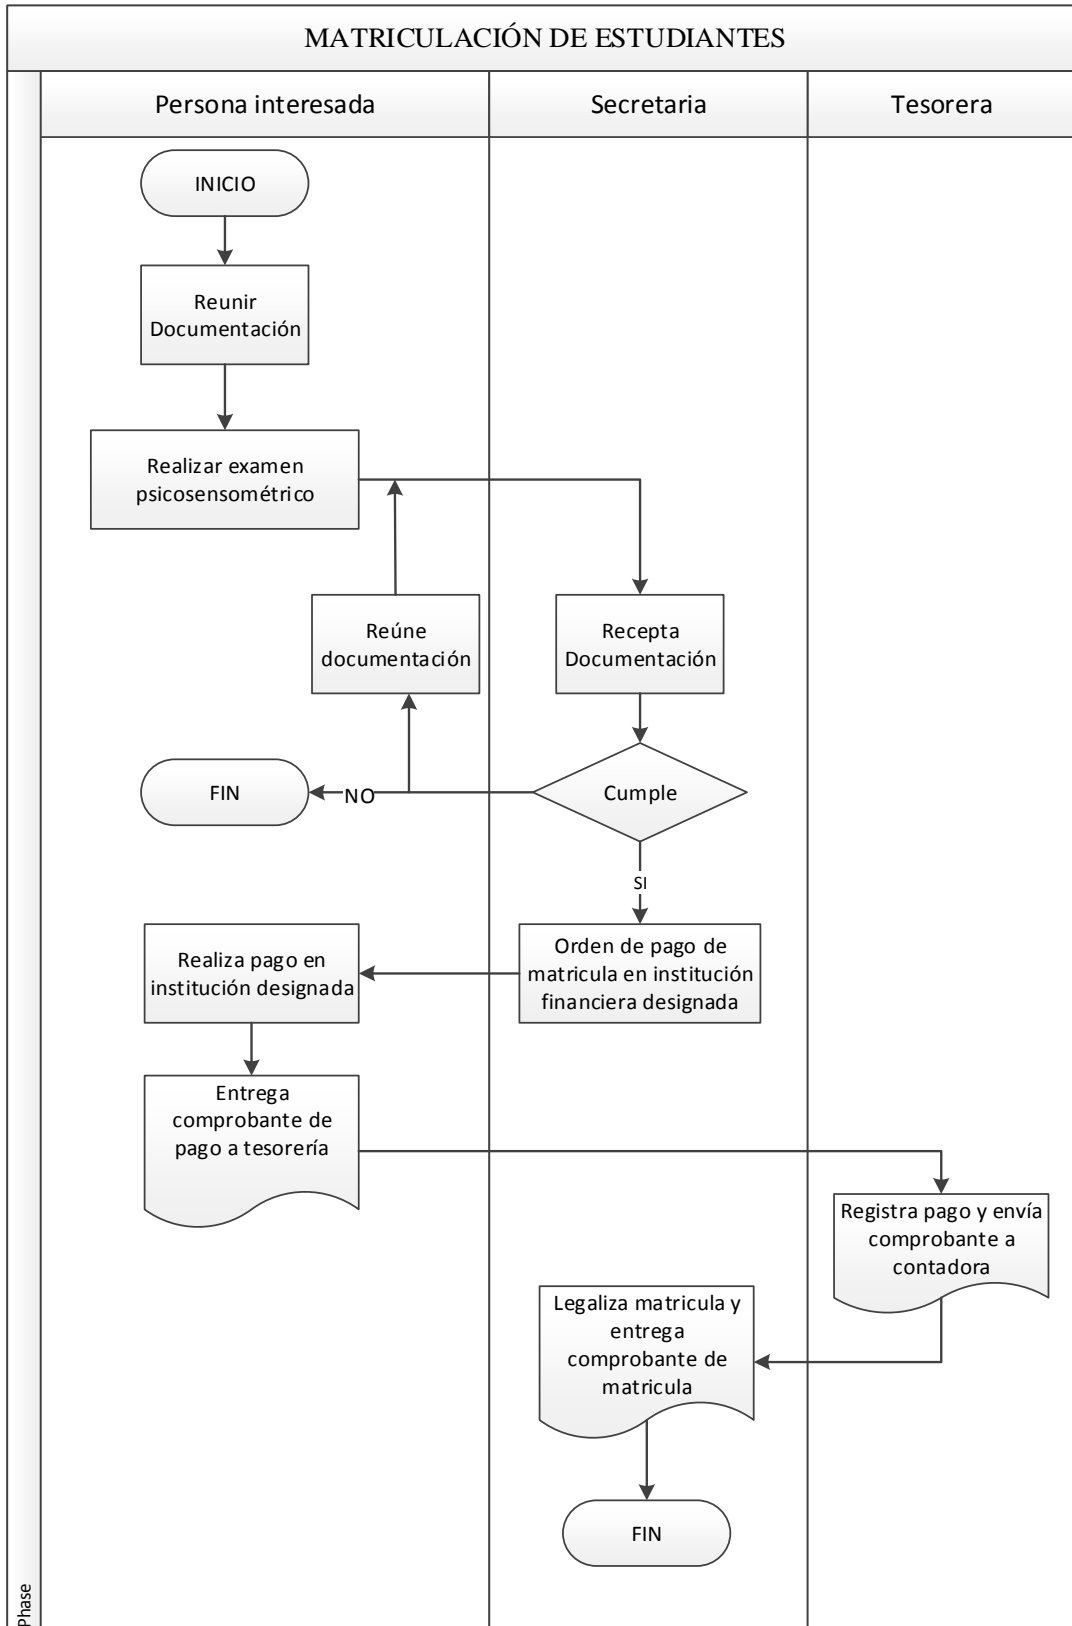 MATRICULACIÓN DE ESTUDIANTES
Persona interesada
Secretaria
Tesorera
INICIO
Reunir
Documentación
Realizar examen
psicosensométrico
Reúne
documentación
Recepta
Documentación
FIN
NO
Cumple
SI
Realiza pago en
institución designada
Orden de pago de
matricula en institución
financiera designada
Entrega
comprobante de
pago a tesorería
Registra pago y envía
comprobante a
contadora
Legaliza matricula y
entrega
comprobante de
matricula
FIN
Phase